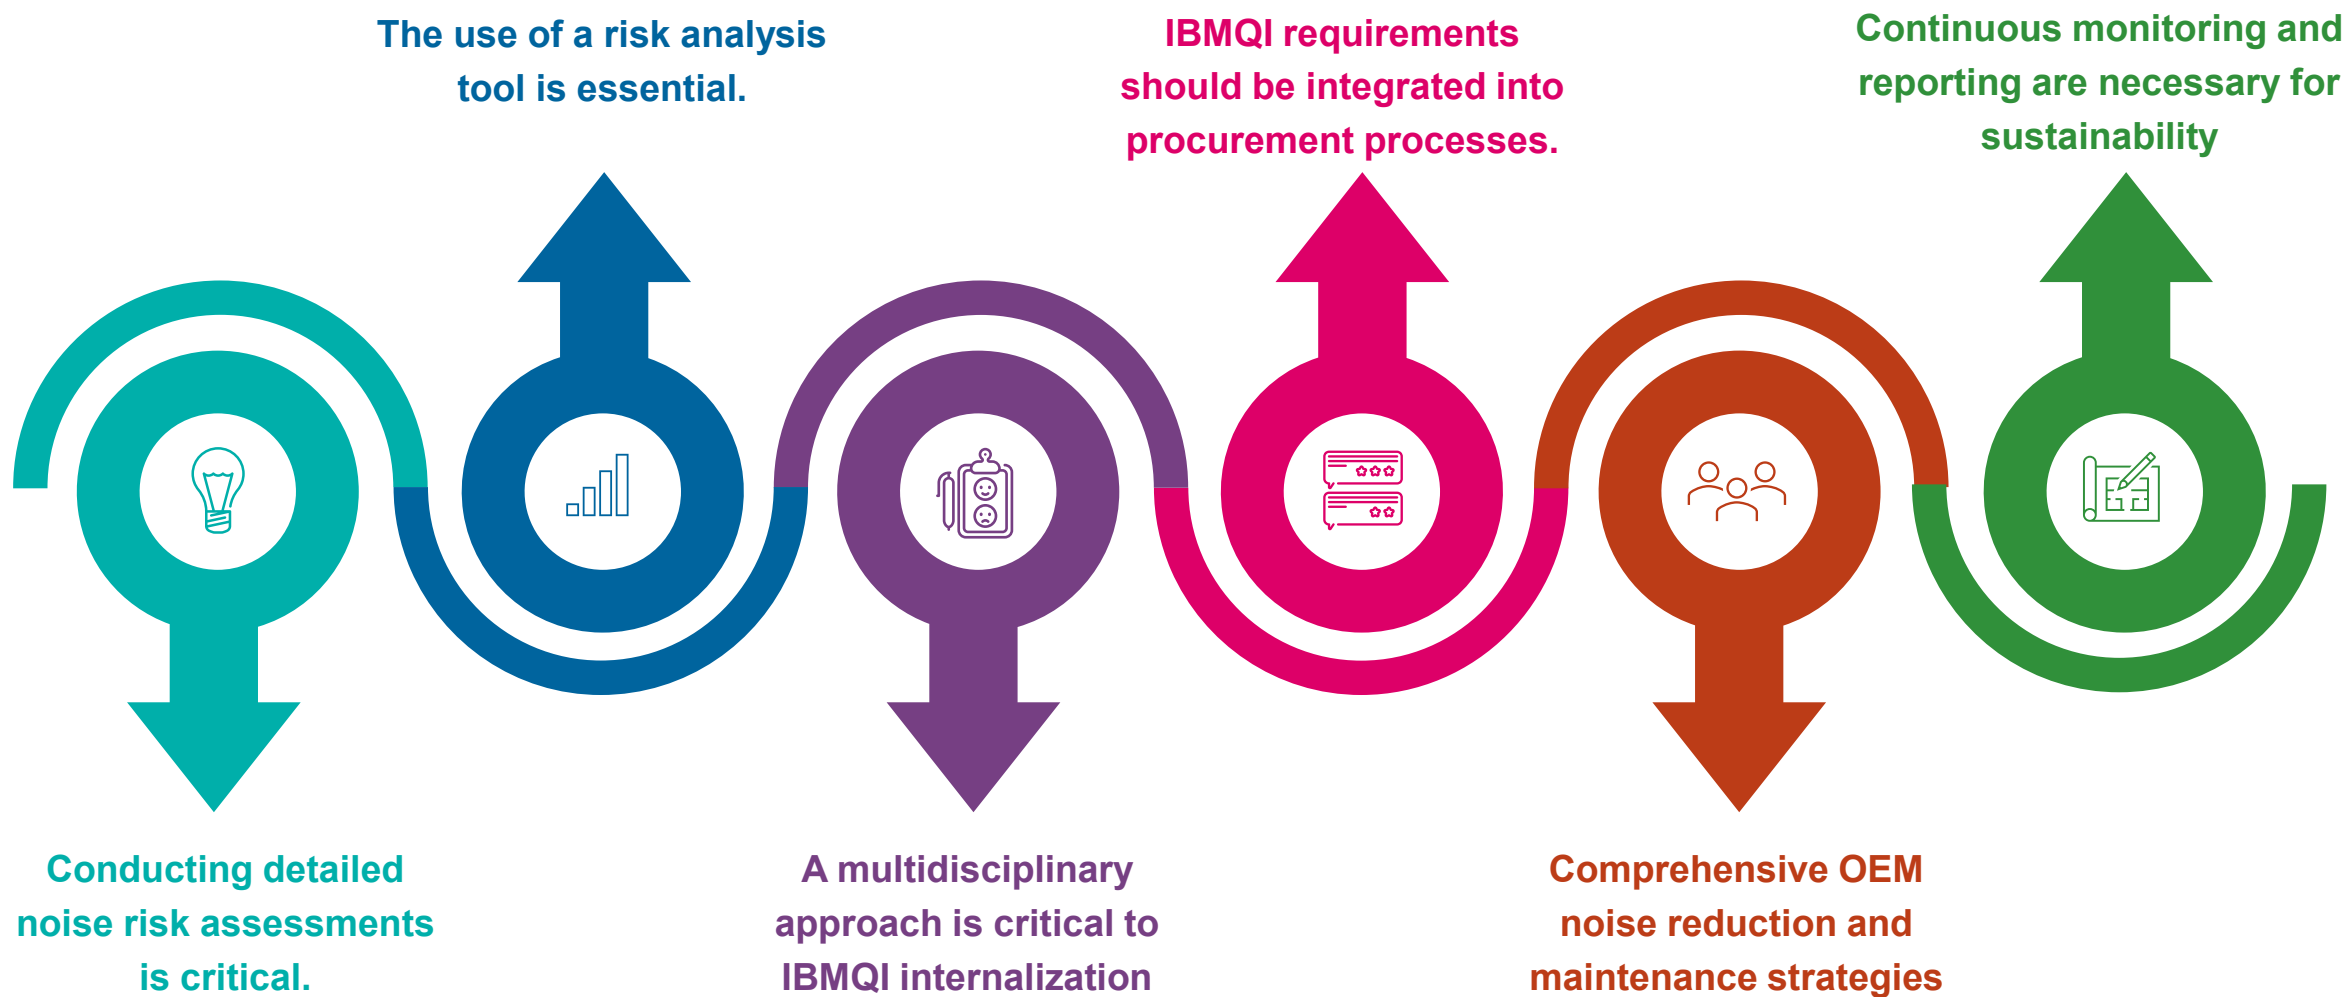 The use of a risk analysis
tool is essential.
IBMQI requirements
should be integrated into
procurement processes.
Continuous monitoring and
reporting are necessary for
sustainability
Conducting detailed
noise risk assessments
is critical.
A multidisciplinary
approach is critical to
IBMQI internalization
Comprehensive OEM
noise reduction and
maintenance strategies